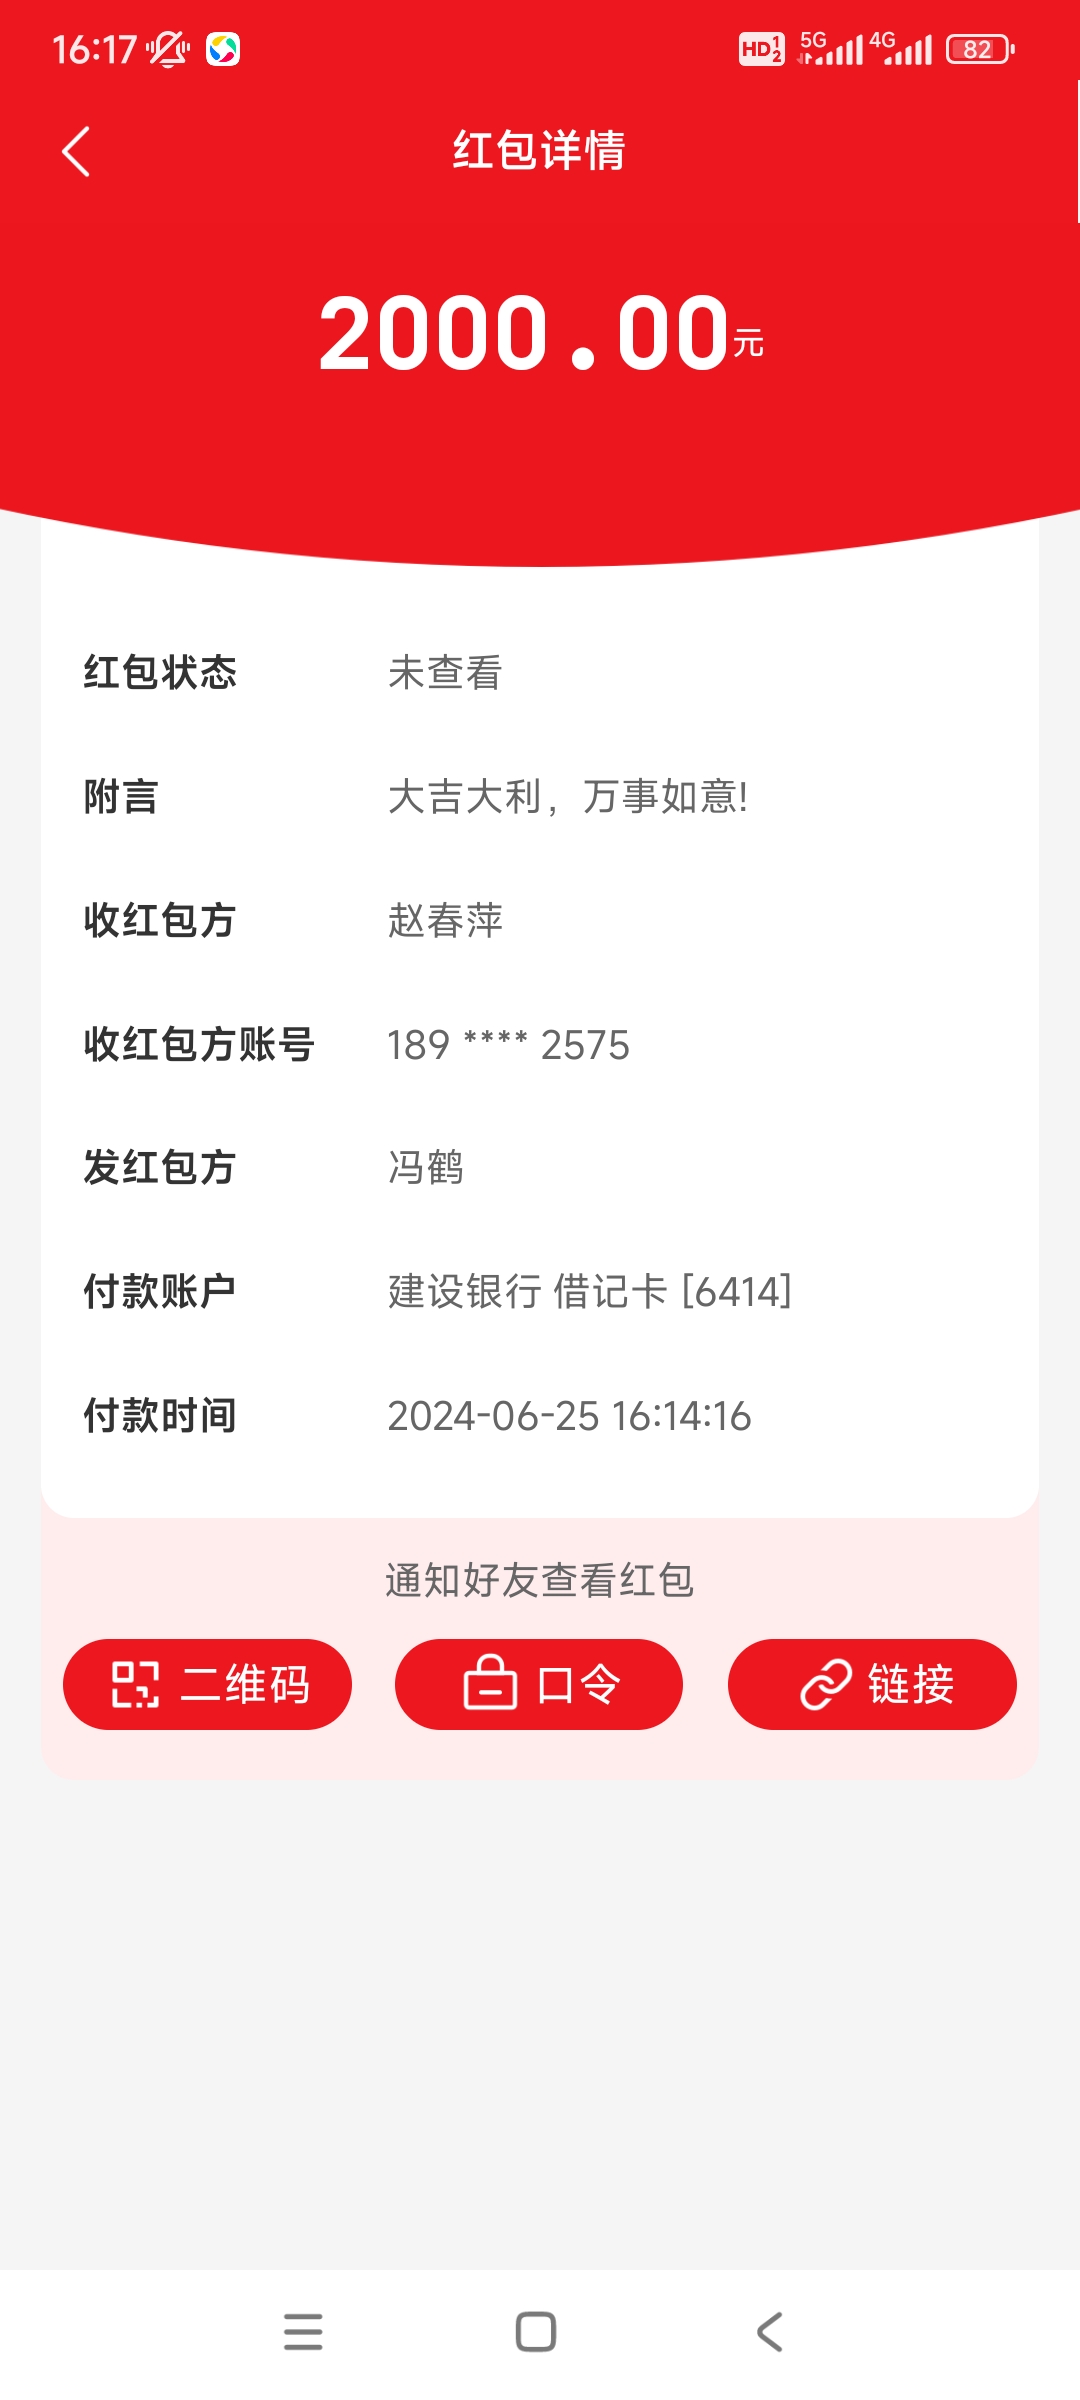 16:17
HD 1 2 5G 4G 82
红包详情
2000.00元
红包状态 未查看
附言 大吉大利，万事如意!
收红包方 赵春萍
收红包方账号 189 **** 2575
发红包方 冯鹤
付款账户 建设银行 借记卡 [6414]
付款时间 2024-06-25 16:14:16
通知好友查看红包
二维码 口令 链接